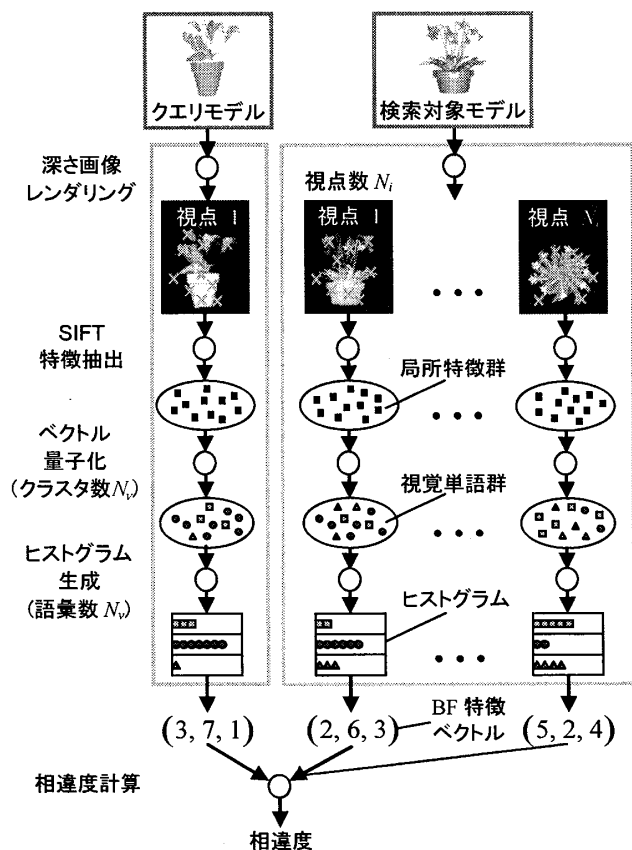 クエリモデル
検索対象モデル
深さ画像
レンダリング
視点数 Ni
視点 1
視点 1
視点 Ni
SIFT
特徴抽出
局所特徴群
ベクトル
量子化
(クラスタ数Nv)
視覚単語群
ヒストグラム
生成
(語彙数 Nv)
ヒストグラム
(3, 7, 1)
(2, 6, 3)
BF 特徴
ベクトル
(5, 2, 4)
相違度計算
相違度